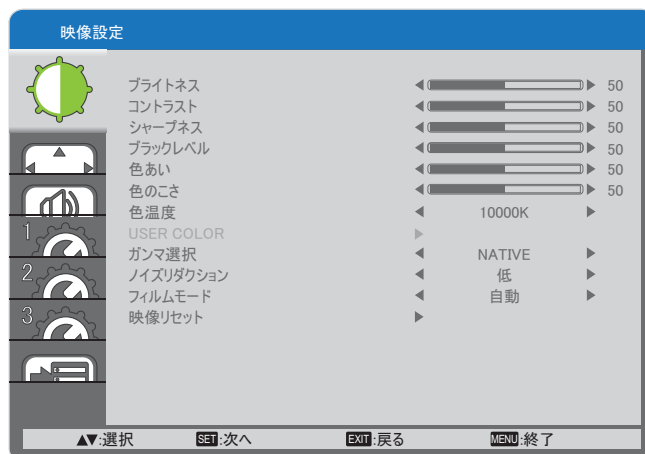 映像設定
ブライトネス 50
コントラスト 50
シャープネス 50
ブラックレベル 50
色あい 50
色のこさ 50
色温度 10000K
USER COLOR
ガンマ選択 NATIVE
ノイズリダクション 低
フィルムモード 自動
映像リセット
1
2
3
▲▼:選択 SET:次へ EXIT:戻る MENU:終了